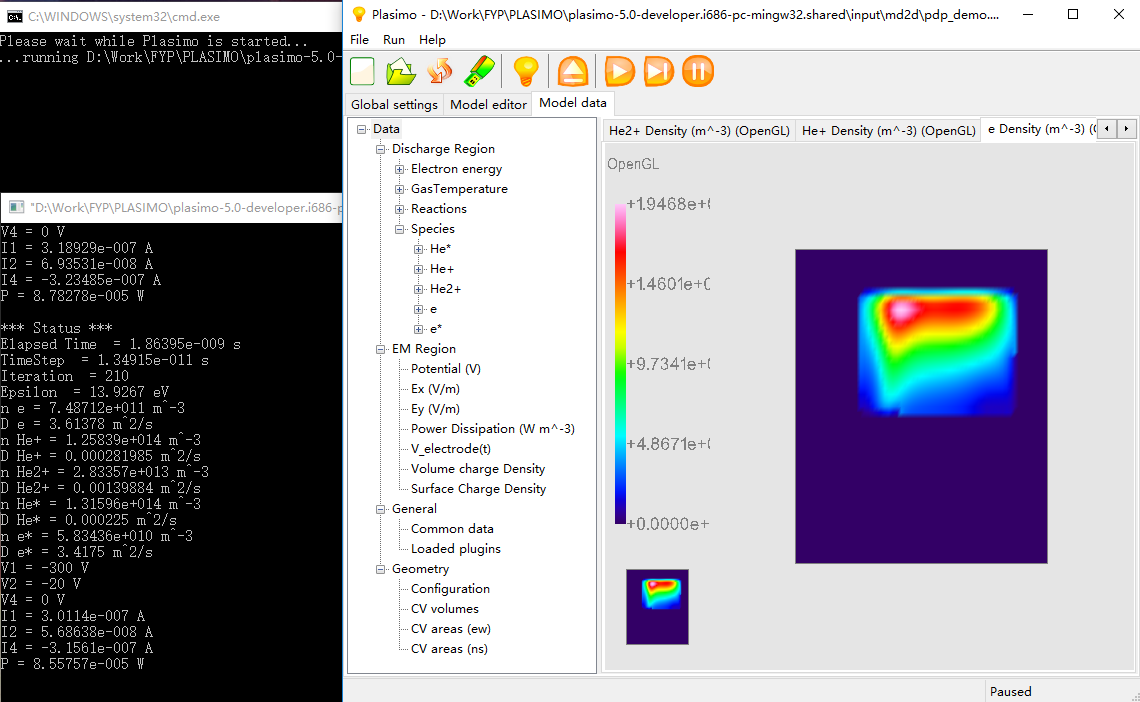 C:\WINDOWS\system32\cmd.exe
Please wait while Plasimo is started...
...running D:\Work\FYP\PLASIMO\plasimo-5.0-
"D:\Work\FYP\PLASIMO\plasimo-5.0-developer.i686-p
V4 = 0 V
I1 = 3.18929e-007 A
I2 = 6.93531e-008 A
I4 = -3.23485e-007 A
P = 8.78278e-005 W
*** Status ***
Elapsed Time = 1.86395e-009 s
TimeStep = 1.34915e-011 s
Iteration = 210
Epsilon = 13.9267 eV
n e = 7.48712e+011 m^-3
D e = 3.61378 m^2/s
n He+ = 1.25839e+014 m^-3
D He+ = 0.000281985 m^2/s
n He2+ = 2.83357e+013 m^-3
D He2+ = 0.00139884 m^2/s
n He* = 1.31596e+014 m^-3
D He* = 0.000225 m^2/s
n e* = 5.83436e+010 m^-3
D e* = 3.4175 m^2/s
V1 = -300 V
V2 = -20 V
V4 = 0 V
I1 = 3.0114e-007 A
I2 = 5.68638e-008 A
I4 = -3.1561e-007 A
P = 8.55757e-005 W
Plasimo - D:\Work\FYP\PLASIMO\plasimo-5.0-developer.i686-pc-mingw32.shared\input\md2d\pdp_demo....
File Run Help
Global settings Model editor Model data
Data
Discharge Region
Electron energy
GasTemperature
Reactions
Species
He*
He+
He2+
e
e*
EM Region
Potential (V)
Ex (V/m)
Ey (V/m)
Power Dissipation (W m^-3)
V_electrode(t)
Volume charge Density
Surface Charge Density
General
Common data
Loaded plugins
Geometry
Configuration
CV volumes
CV areas (ew)
CV areas (ns)
He2+ Density (m^-3) (OpenGL) He+ Density (m^-3) (OpenGL) e Density (m^-3) (
OpenGL
+1.9468e+
+1.4601e+
+9.7341e+
+4.8671e+
+0.0000e+
Paused